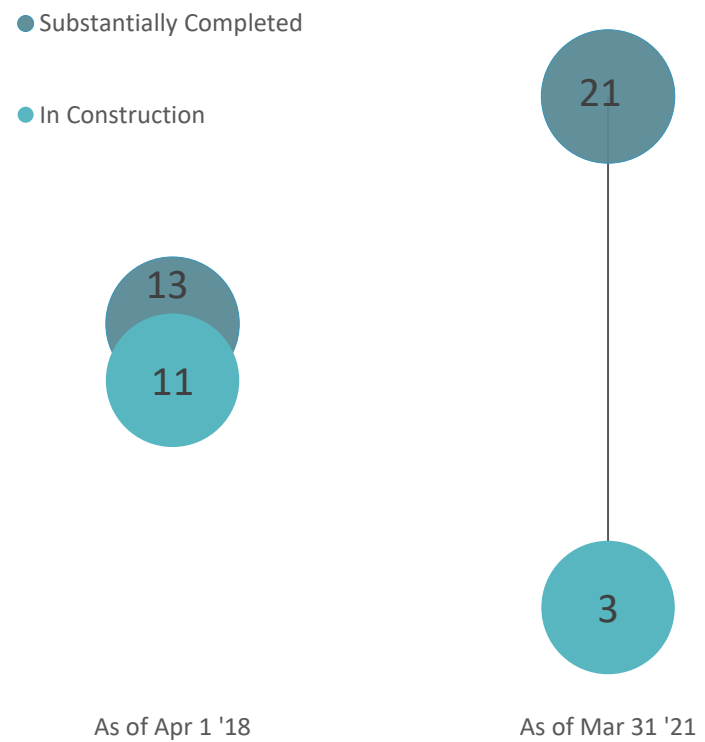 Substantially Completed
In Construction
21
13
11
3
As of Apr 1 '18
As of Mar 31 '21